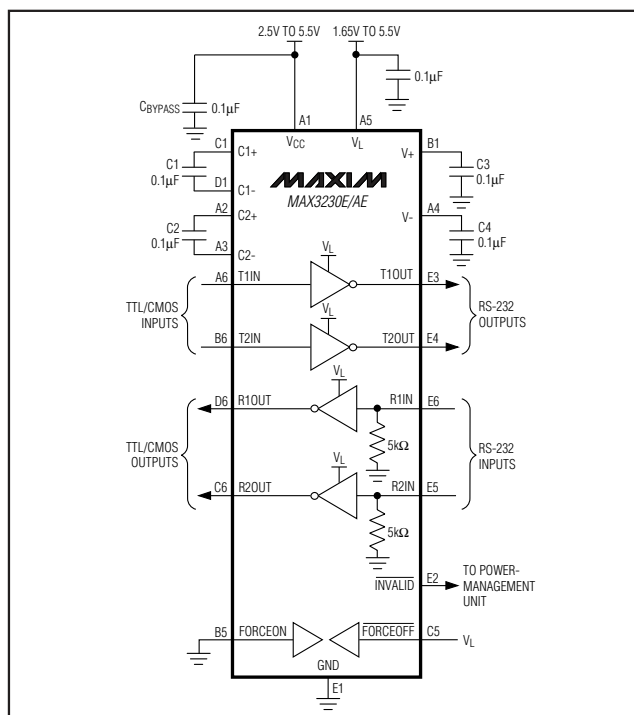 2.5V TO 5.5V 1.65V TO 5.5V
0.1µF
CBYPASS 0.1µF
A1 A5
VCC VL
C1 C1+ V+ B1
C1 0.1µF C3 0.1µF
D1 C1-
MAXIM
MAX3230E/AE
A2 C2+ V- A4
C2 0.1µF C4 0.1µF
A3 C2-
VL
A6 T1IN T1OUT E3
TTL/CMOS INPUTS RS-232 OUTPUTS
VL
B6 T2IN T2OUT E4
VL
D6 R1OUT R1IN E6
5kΩ
TTL/CMOS OUTPUTS RS-232 INPUTS
VL
C6 R2OUT R2IN E5
5kΩ
INVALID E2
TO POWER-
MANAGEMENT
UNIT
B5 FORCEON FORCEOFF C5 VL
GND
E1